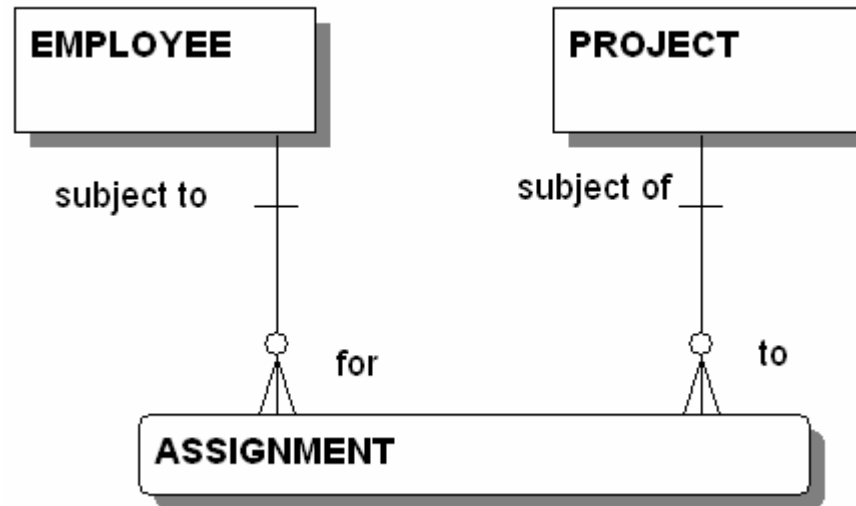 EMPLOYEE
PROJECT
subject to
subject of
for
to
ASSIGNMENT